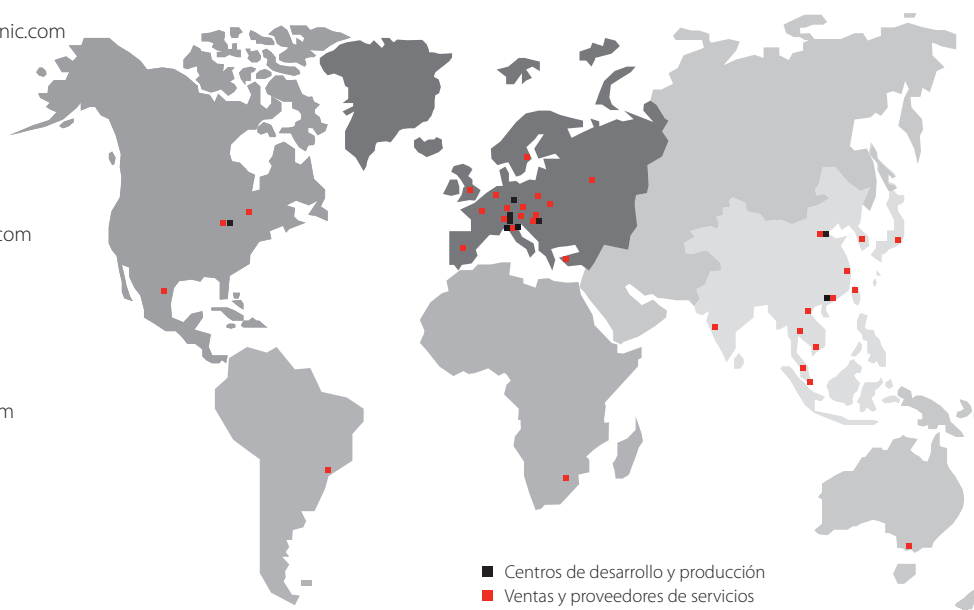 nic.com
com
m
Centros de desarrollo y producción
Ventas y proveedores de servicios